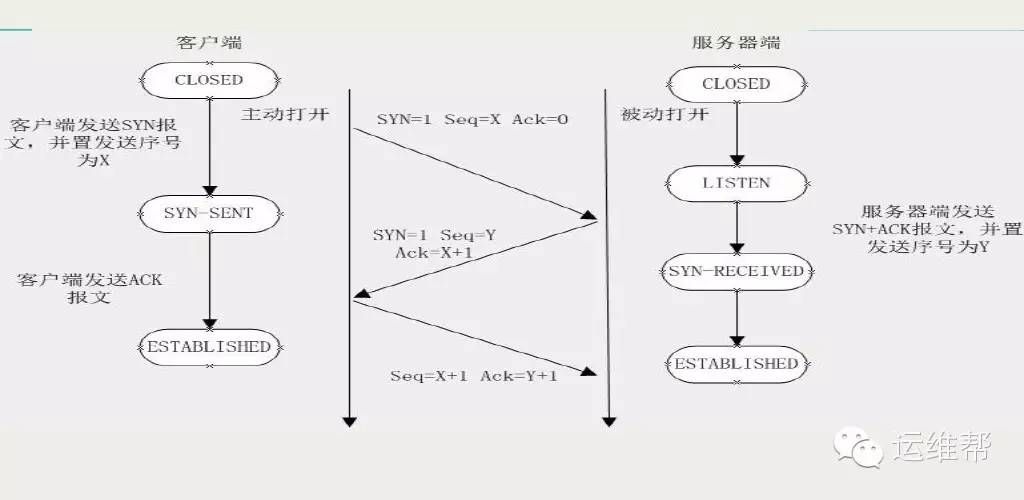 客户端
服务器端
CLOSED
CLOSED
主动打开
被动打开
客户端发送SYN报
文，并置发送序号
为X
SYN=1 Seq=X Ack=0
LISTEN
SYN-SENT
服务器端发送
SYN+ACK报文，并置
发送序号为Y
SYN=1 Seq=Y
Ack=X+1
SYN-RECEIVED
客户端发送ACK
报文
ESTABLISHED
ESTABLISHED
Seq=X+1 Ack=Y+1
运维帮